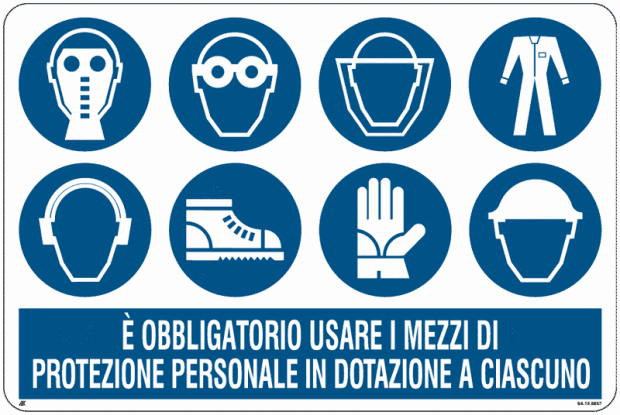 È OBBLIGATORIO USARE I MEZZI DI
PROTEZIONE PERSONALE IN DOTAZIONE A CIASCUNO